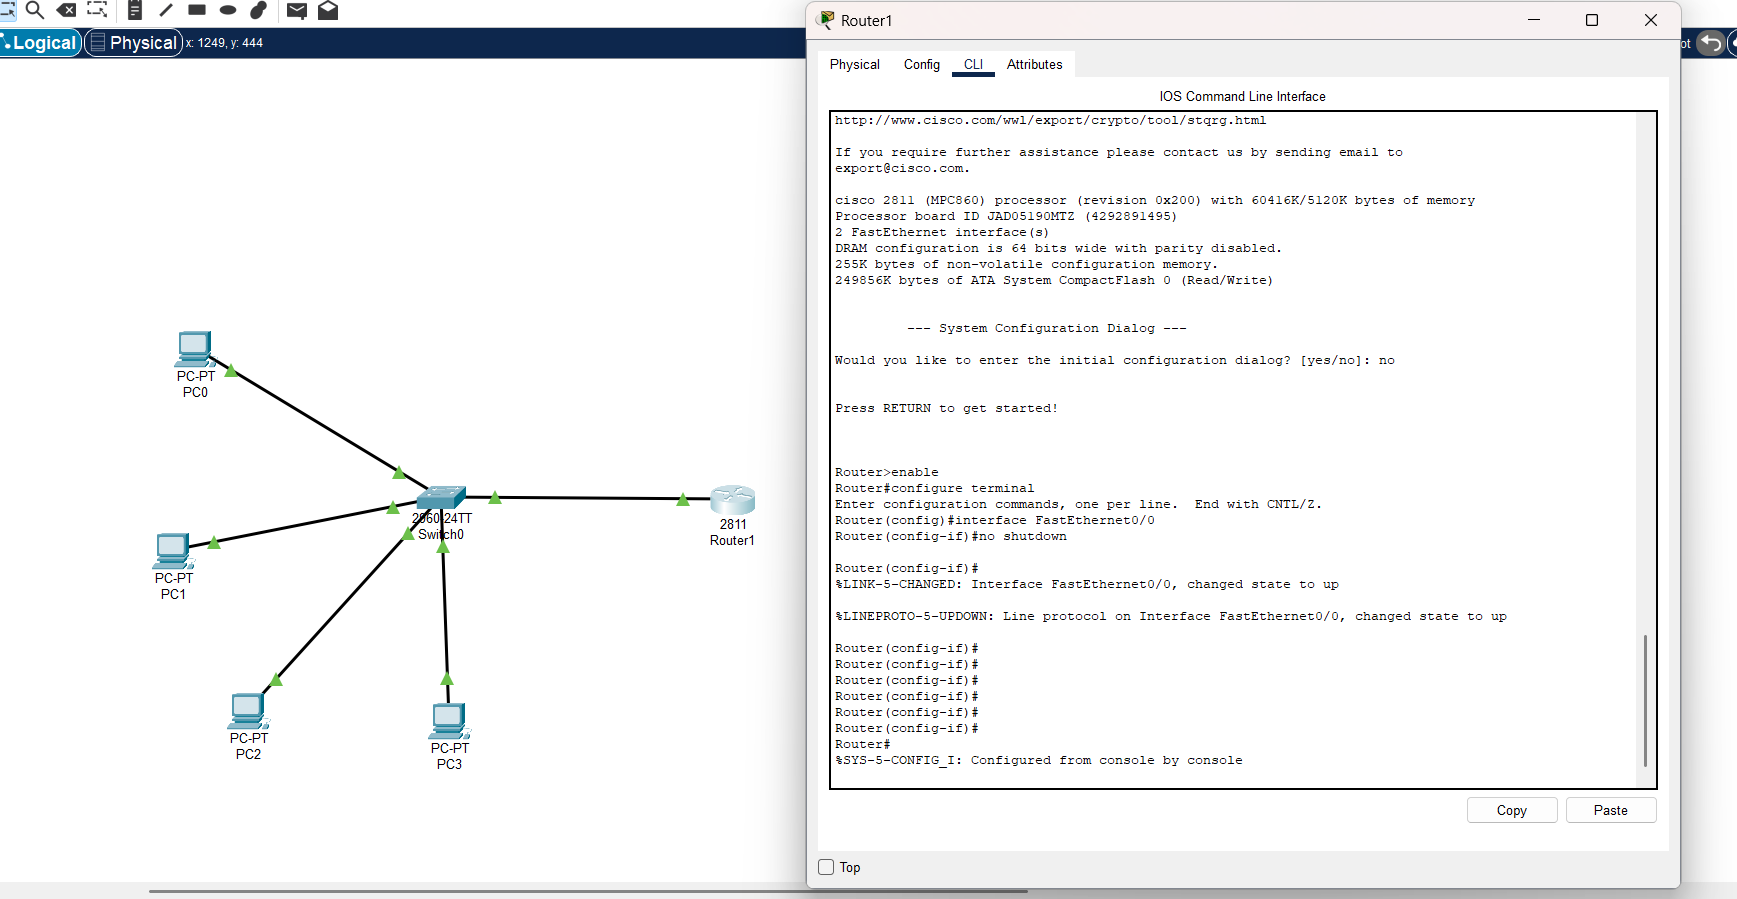 Logical
Physical
x: 1249, y: 444
ot
PC-PT
PC0
2960-24TT
Switch0
2811
Router1
PC-PT
PC1
PC-PT
PC2
PC-PT
PC3
Router1
Physical
Config
CLI
Attributes
IOS Command Line Interface
http://www.cisco.com/wwl/export/crypto/tool/stqrg.html
If you require further assistance please contact us by sending email to
export@cisco.com.
cisco 2811 (MPC860) processor (revision 0x200) with 60416K/5120K bytes of memory
Processor board ID JAD05190MTZ (4292891495)
2 FastEthernet interface(s)
DRAM configuration is 64 bits wide with parity disabled.
255K bytes of non-volatile configuration memory.
249856K bytes of ATA System CompactFlash 0 (Read/Write)
--- System Configuration Dialog ---
Would you like to enter the initial configuration dialog? [yes/no]: no
Press RETURN to get started!
Router>enable
Router#configure terminal
Enter configuration commands, one per line.  End with CNTL/Z.
Router(config)#interface FastEthernet0/0
Router(config-if)#no shutdown
Router(config-if)#
%LINK-5-CHANGED: Interface FastEthernet0/0, changed state to up
%LINEPROTO-5-UPDOWN: Line protocol on Interface FastEthernet0/0, changed state to up
Router(config-if)#
Router(config-if)#
Router(config-if)#
Router(config-if)#
Router(config-if)#
Router(config-if)#
Router#
%SYS-5-CONFIG_I: Configured from console by console
Copy
Paste
Top